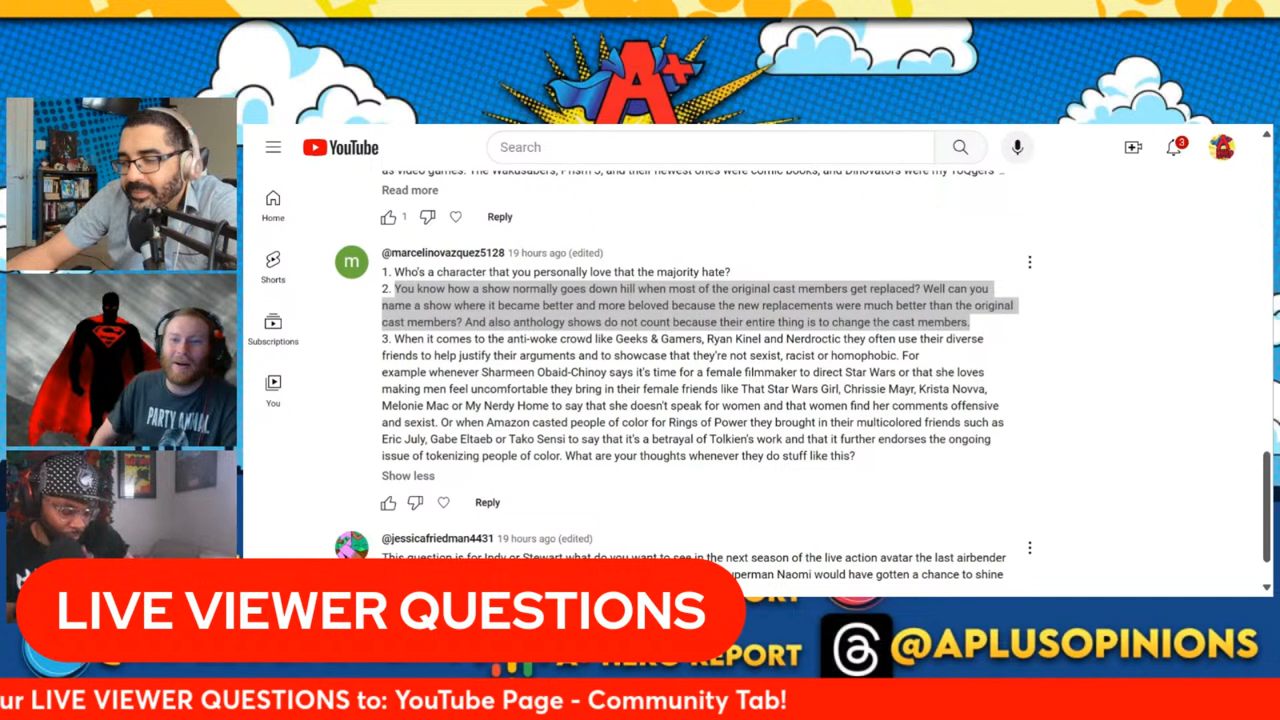 A+
YouTube
Search
3
Home
Shorts
Subscriptions
You
as video games. The Wakusabers, Prism 5, and their newest ones were comic books, and Dinovators were my YoQgers ...
Read more
1
Reply
m
@marcelinovazquez5128 19 hours ago (edited)
1. Who's a character that you personally love that the majority hate?
2. You know how a show normally goes down hill when most of the original cast members get replaced? Well can you
name a show where it became better and more beloved because the new replacements were much better than the original
cast members? And also anthology shows do not count because their entire thing is to change the cast members.
3. When it comes to the anti-woke crowd like Geeks & Gamers, Ryan Kinel and Nerdroctic they often use their diverse
friends to help justify their arguments and to showcase that they're not sexist, racist or homophobic. For
example whenever Sharmeen Obaid-Chinoy says it's time for a female filmmaker to direct Star Wars or that she loves
making men feel uncomfortable they bring in their female friends like That Star Wars Girl, Chrissie Mayr, Krista Novva,
Melonie Mac or My Nerdy Home to say that she doesn't speak for women and that women find her comments offensive
and sexist. Or when Amazon casted people of color for Rings of Power they brought in their multicolored friends such as
Eric July, Gabe Eltaeb or Tako Sensi to say that it's a betrayal of Tolkien's work and that it further endorses the ongoing
issue of tokenizing people of color. What are your thoughts whenever they do stuff like this?
Show less
Reply
@jessicafriedman4431 19 hours ago (edited)
This question is for Indy or Stewart what do you want to see in the next season of the live action avatar the last airbender
uperman Naomi would have gotten a chance to shine
PARTY ANIMAL
LIVE VIEWER QUESTIONS
REPORT
@APLUSOPINIONS
ur LIVE VIEWER QUESTIONS to: YouTube Page - Community Tab!